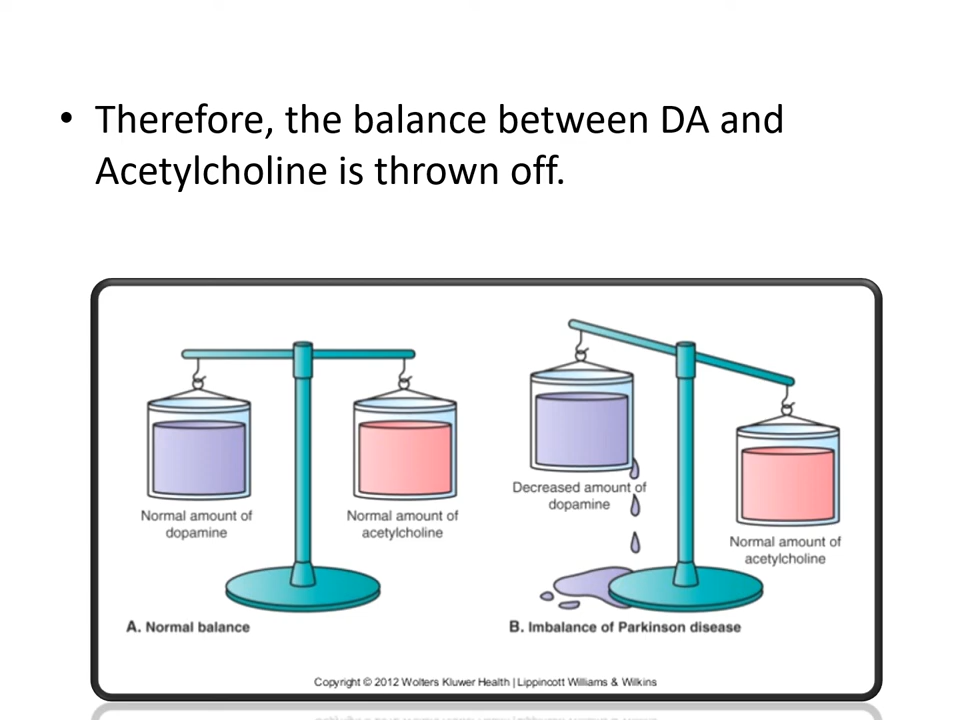 • Therefore, the balance between DA and
Acetylcholine is thrown off.
Normal amount of
dopamine
Normal amount of
acetylcholine
A. Normal balance
Decreased amount of
dopamine
Normal amount of
acetylcholine
B. Imbalance of Parkinson disease
Copyright © 2012 Wolters Kluwer Health | Lippincott Williams & Wilkins